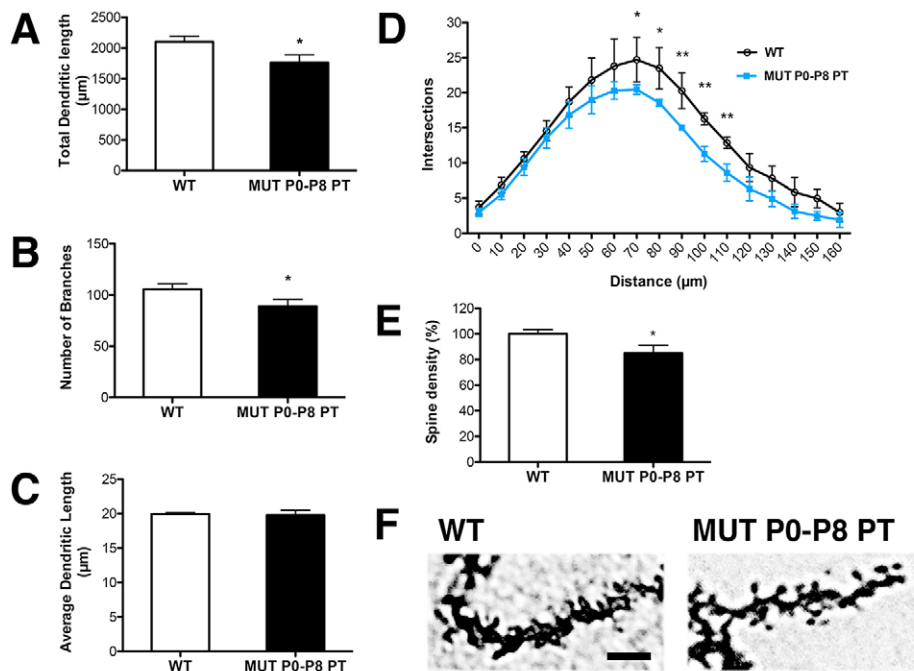 A
Total Dendritic length
(µm)
2500
2000
1500
1000
500
0
*
WT
MUT P0-P8 PT
B
Number of Branches
150
100
50
0
*
WT
MUT P0-P8 PT
C
Average Dendritic Length
(µm)
25
20
15
10
5
0
WT
MUT P0-P8 PT
D
Intersections
30
25
20
15
10
5
0
* * ** ** **
WT
MUT P0-P8 PT
0 10 20 30 40 50 60 70 80 90 100 110 120 130 140 150 160
Distance (µm)
E
Spine density (%)
120
100
80
60
40
20
0
*
WT
MUT P0-P8 PT
F
WT
MUT P0-P8 PT